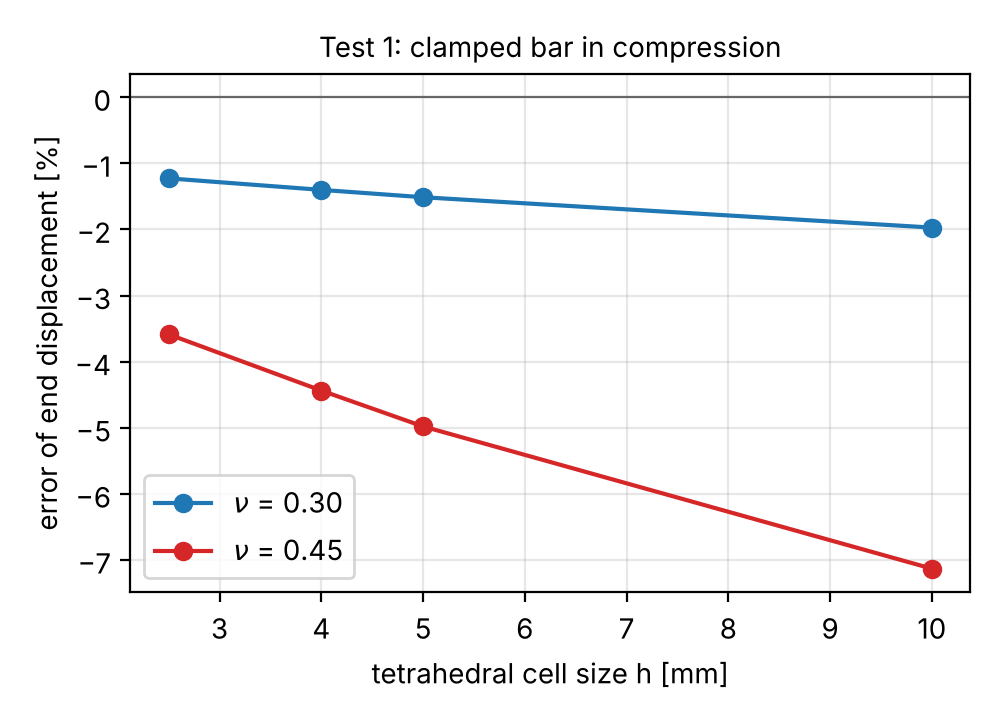 Test 1: clamped bar in compression
error of end displacement [%]
0
−1
−2
−3
−4
−5
−6
−7
ν = 0.30
ν = 0.45
3 4 5 6 7 8 9 10
tetrahedral cell size h [mm]